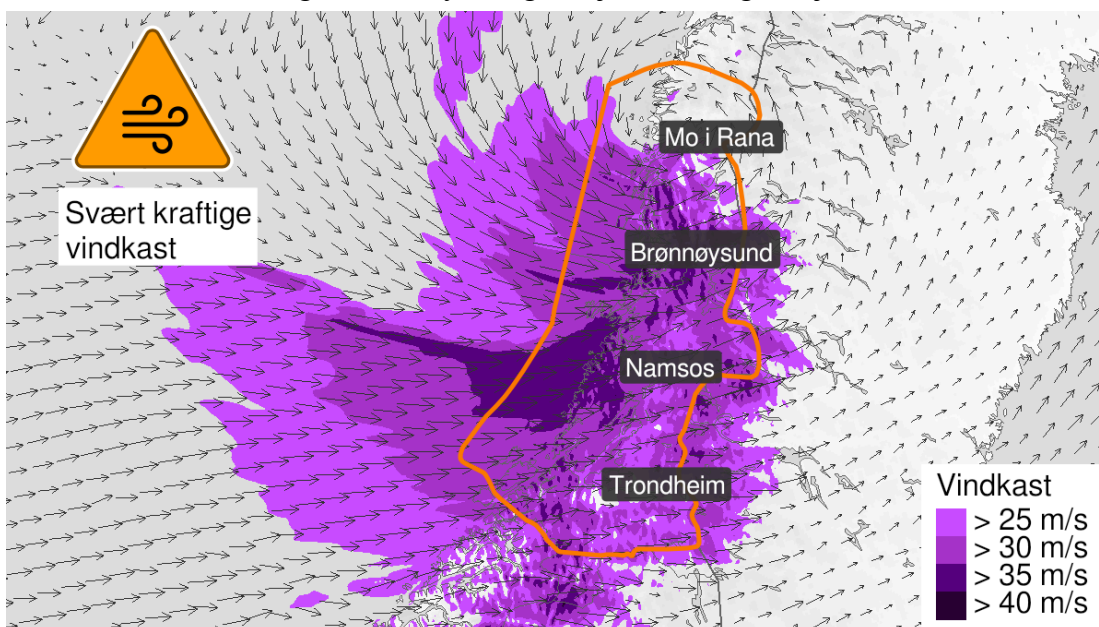 Svært kraftige
vindkast
Mo i Rana
Brønnøysund
Namsos
Trondheim
Vindkast
> 25 m/s
> 30 m/s
> 35 m/s
> 40 m/s